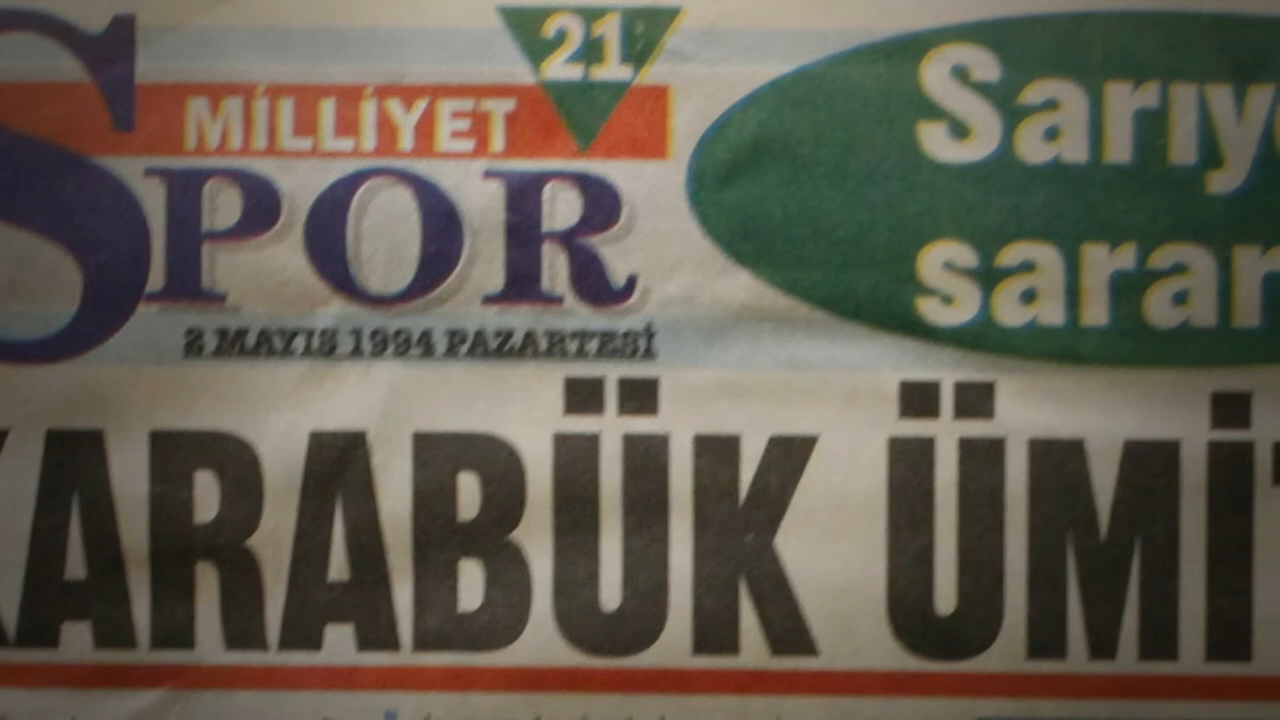 21
MİLLİYET
SPOR
2 MAYIS 1994 PAZARTESİ
Sarıy
sarar
KARABÜK ÜMİT